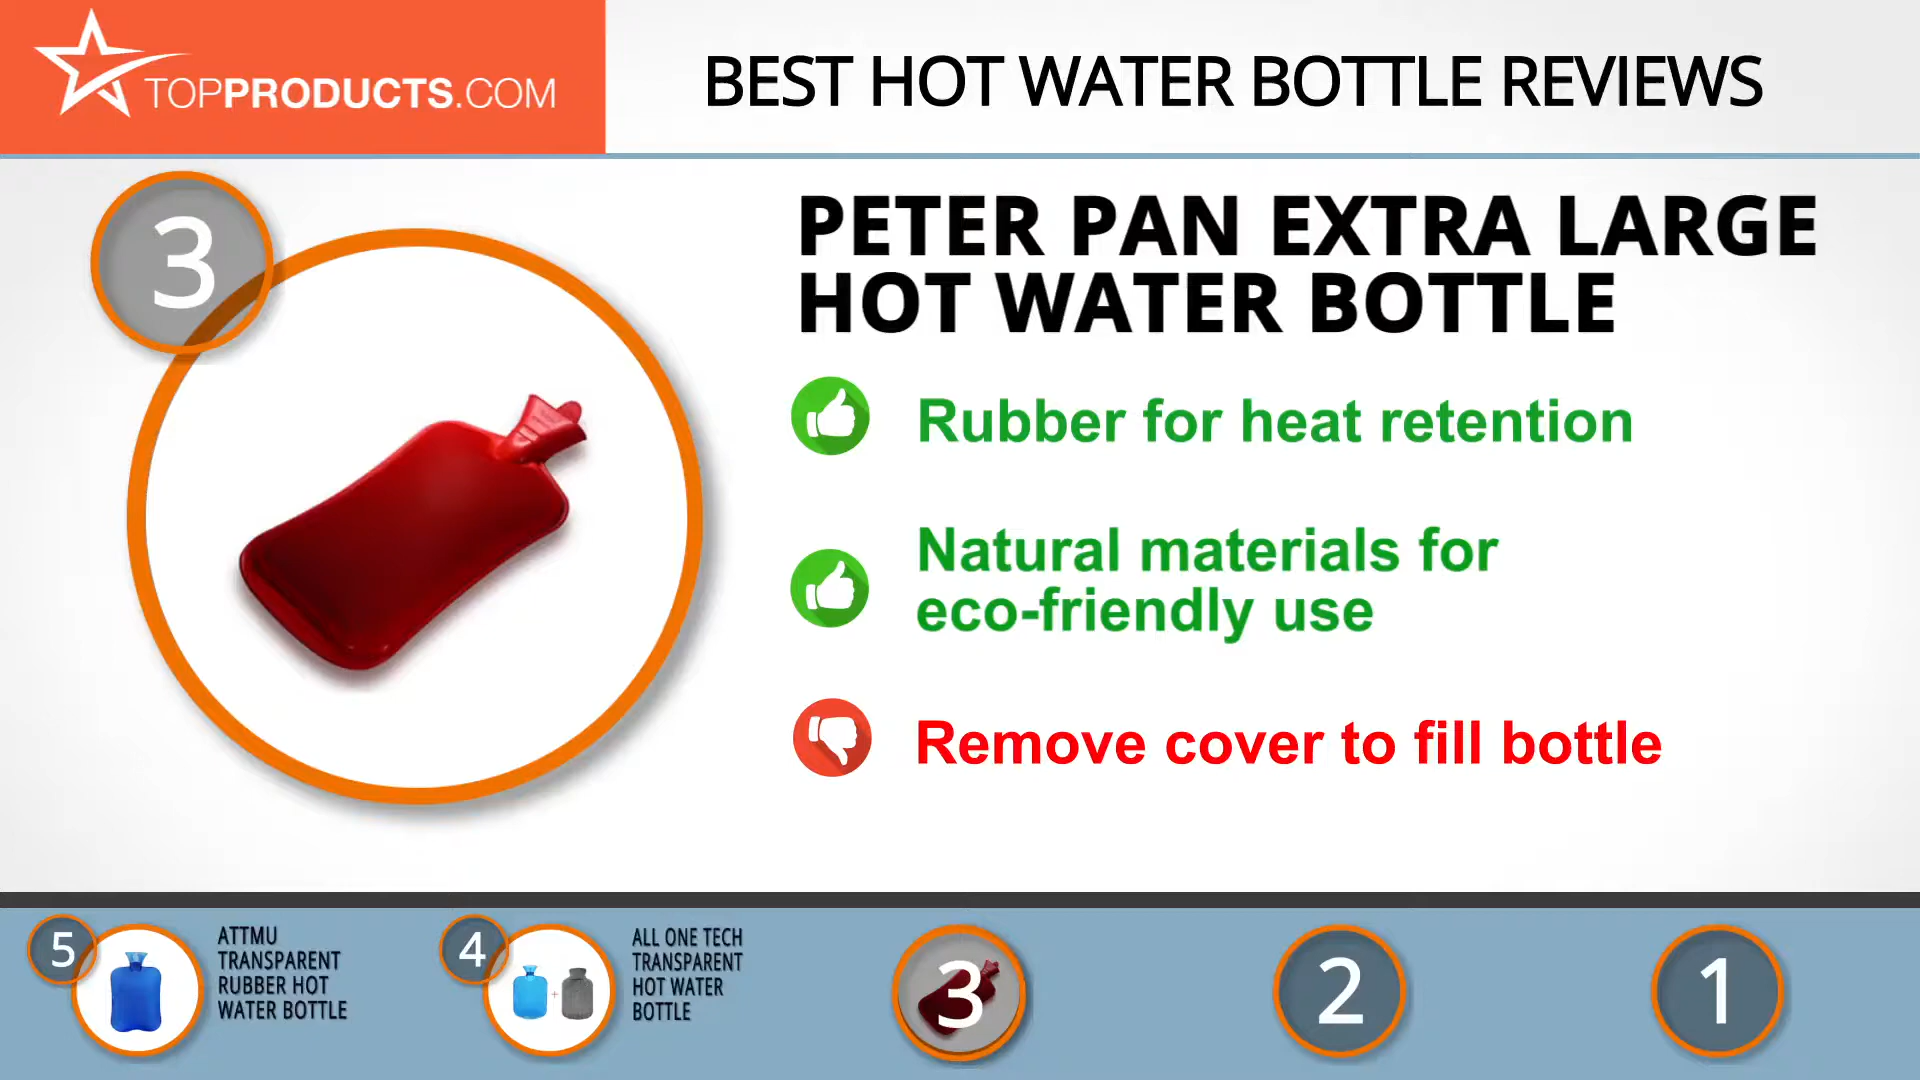 TOPPRODUCTS.COM
BEST HOT WATER BOTTLE REVIEWS
3
PETER PAN EXTRA LARGE
HOT WATER BOTTLE
Rubber for heat retention
Natural materials for
eco-friendly use
Remove cover to fill bottle
5
ATTMU
TRANSPARENT
RUBBER HOT
WATER BOTTLE
4
ALL ONE TECH
TRANSPARENT
HOT WATER
BOTTLE
3
2
1